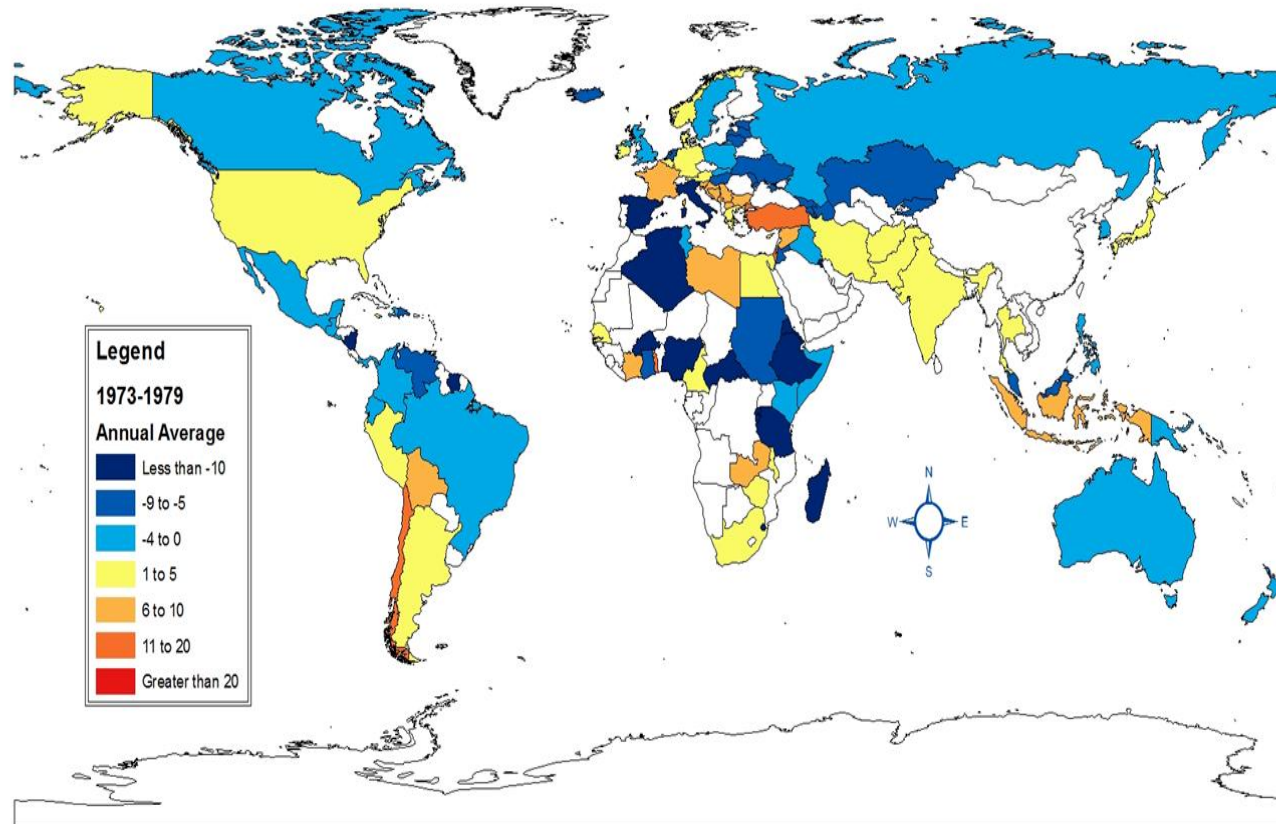 Legend
1973-1979
Annual Average
Less than -10
-9 to -5
-4 to 0
1 to 5
6 to 10
11 to 20
Greater than 20
N
W E
S